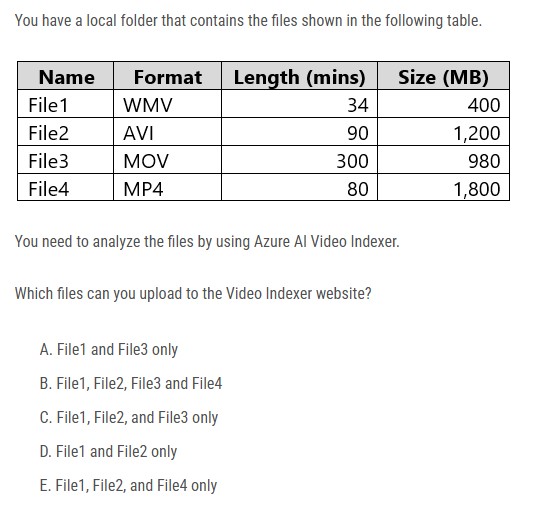 You have a local folder that contains the files shown in the following table.
Name Format Length (mins) Size (MB)
File1 WMV 34 400
File2 AVI 90 1,200
File3 MOV 300 980
File4 MP4 80 1,800
You need to analyze the files by using Azure AI Video Indexer.
Which files can you upload to the Video Indexer website?
A. File1 and File3 only
B. File1, File2, File3 and File4
C. File1, File2, and File3 only
D. File1 and File2 only
E. File1, File2, and File4 only